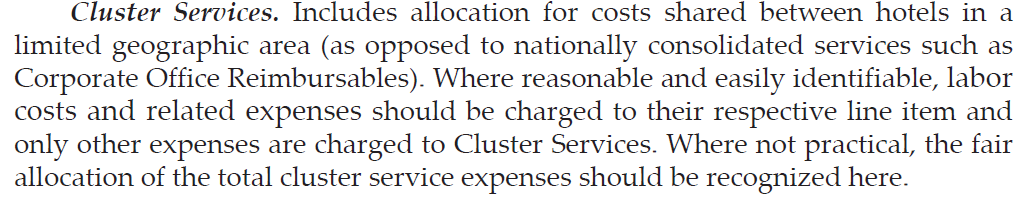 Cluster Services. Includes allocation for costs shared between hotels in a
limited geographic area (as opposed to nationally consolidated services such as
Corporate Office Reimbursables). Where reasonable and easily identifiable, labor
costs and related expenses should be charged to their respective line item and
only other expenses are charged to Cluster Services. Where not practical, the fair
allocation of the total cluster service expenses should be recognized here.